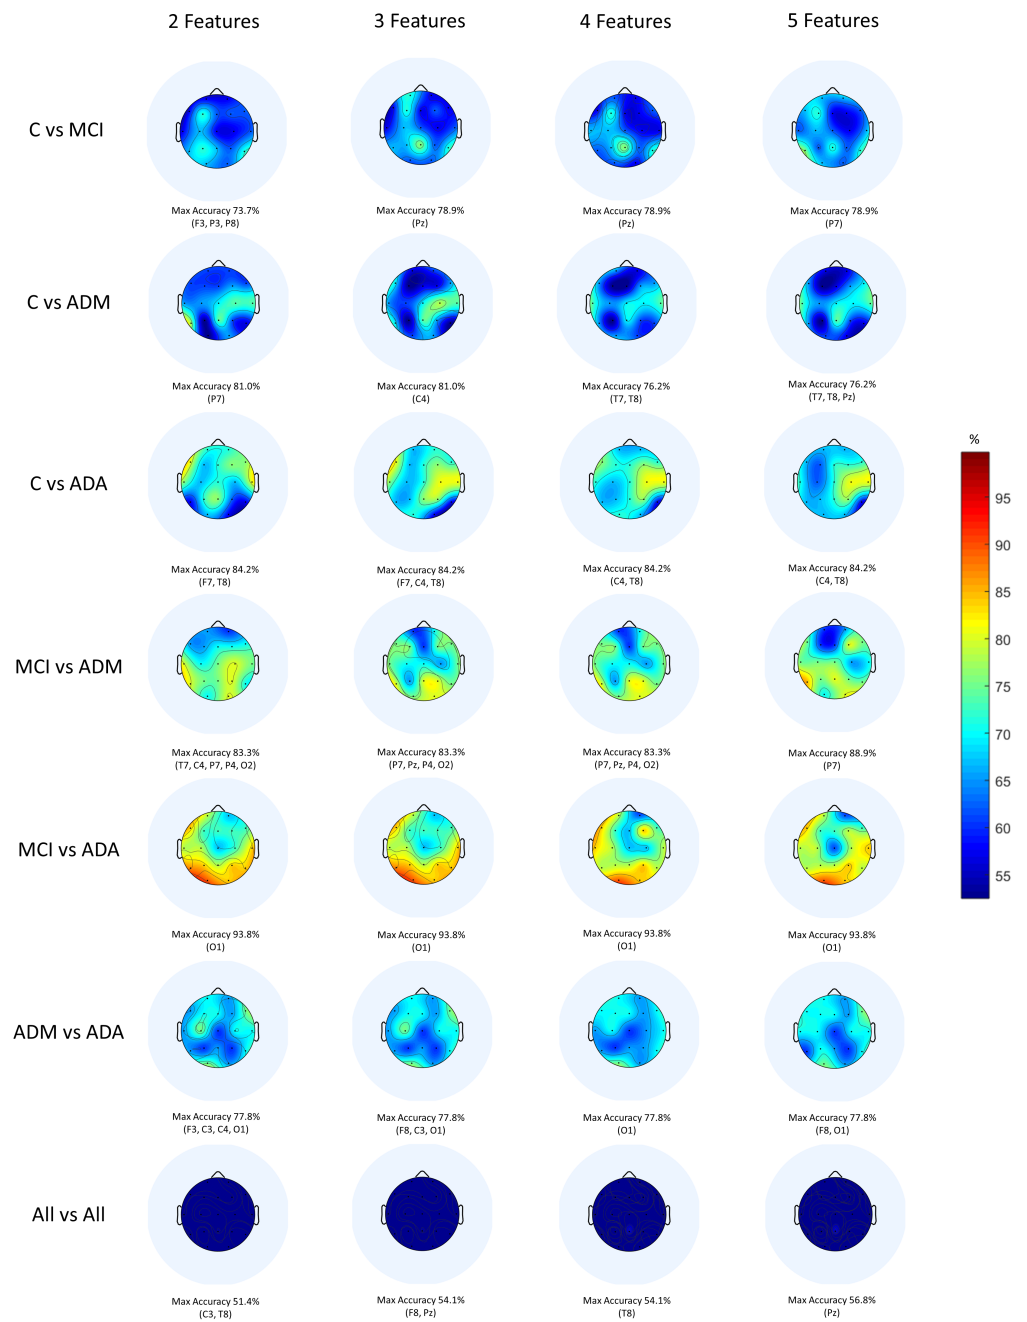 2 Features 3 Features 4 Features 5 Features
C vs MCI
Max Accuracy 73.7% Max Accuracy 78.9% Max Accuracy 78.9% Max Accuracy 78.9%
(F3, P3, P8) (Pz) (Pz) (P7)
C vs ADM
Max Accuracy 81.0% Max Accuracy 81.0% Max Accuracy 76.2% Max Accuracy 76.2%
(P7) (C4) (T7, T8) (T7, T8, Pz)
C vs ADA
Max Accuracy 84.2% Max Accuracy 84.2% Max Accuracy 84.2% Max Accuracy 84.2%
(F7, T8) (F7, C4, T8) (C4, T8) (C4, T8)
MCI vs ADM
Max Accuracy 83.3% Max Accuracy 83.3% Max Accuracy 83.3% Max Accuracy 88.9%
(T7, C4, P7, P4, O2) (P7, Pz, P4, O2) (P7, Pz, P4, O2) (P7)
MCI vs ADA
Max Accuracy 93.8% Max Accuracy 93.8% Max Accuracy 93.8% Max Accuracy 93.8%
(O1) (O1) (O1) (O1)
ADM vs ADA
Max Accuracy 77.8% Max Accuracy 77.8% Max Accuracy 77.8% Max Accuracy 77.8%
(F3, C3, C4, O1) (F8, C3, O1) (O1) (F8, O1)
All vs All
Max Accuracy 51.4% Max Accuracy 54.1% Max Accuracy 54.1% Max Accuracy 56.8%
(C3, T8) (F8, Pz) (T8) (Pz)
%
95
90
85
80
75
70
65
60
55